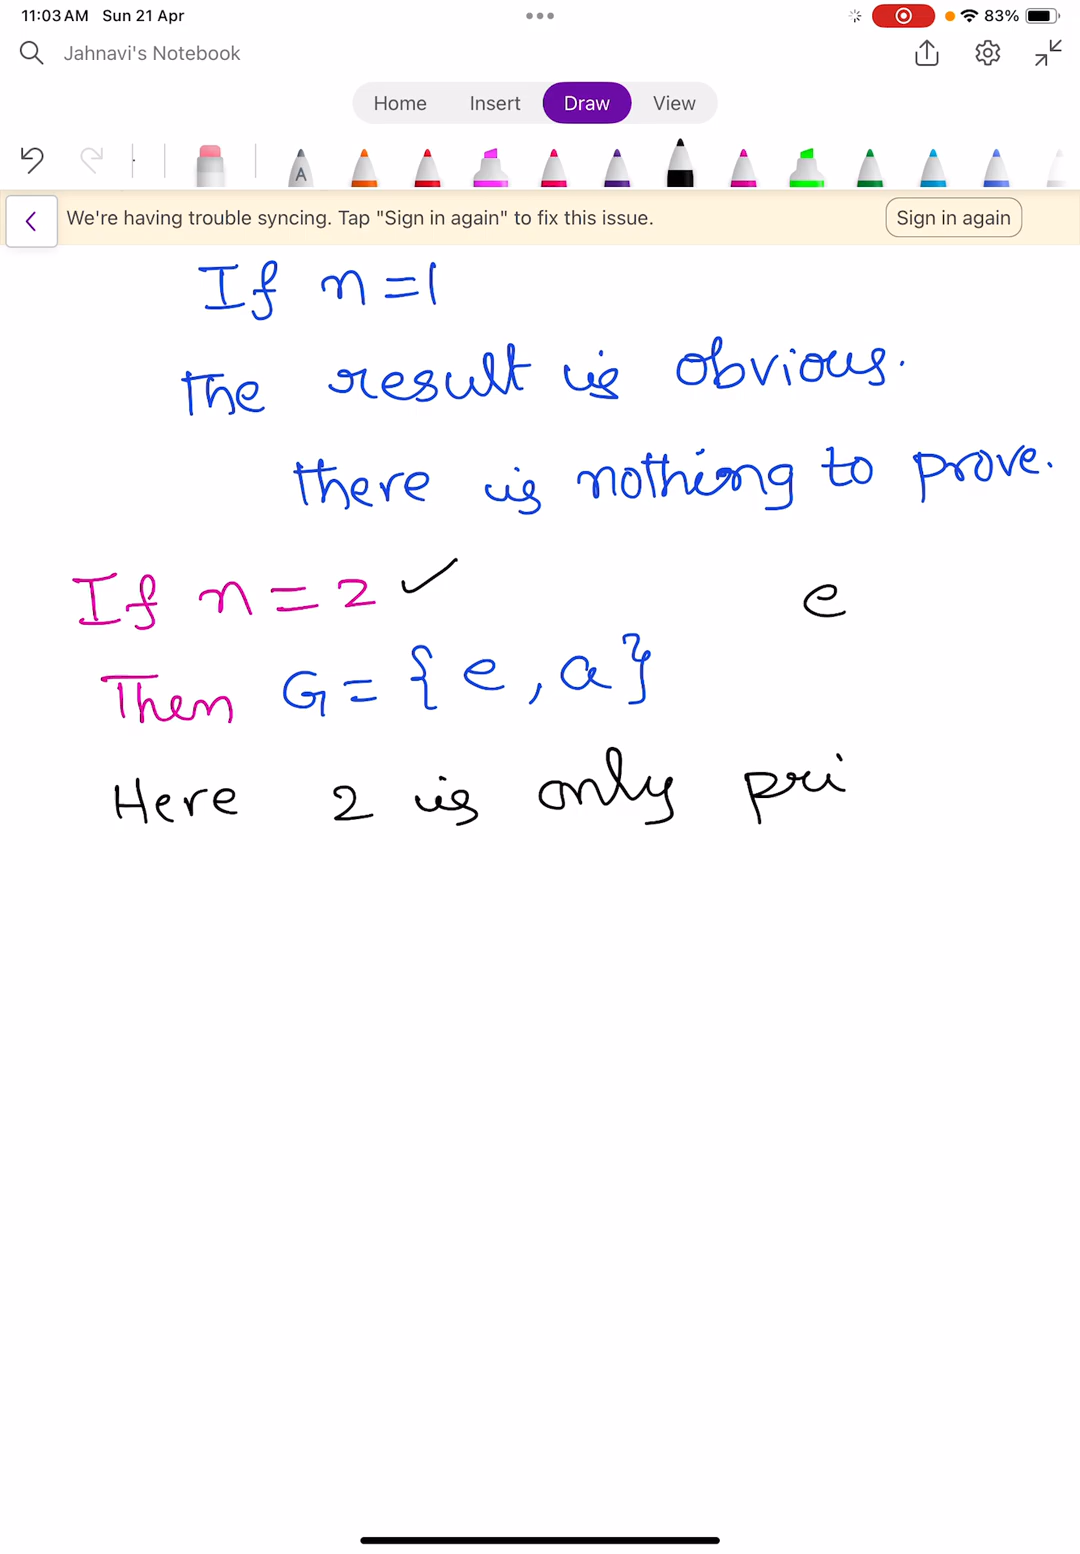 11:03 AM Sun 21 Apr
83%
Jahnavi's Notebook
Home Insert Draw View
A
We're having trouble syncing. Tap "Sign in again" to fix this issue. Sign in again
If n=1
The result is obvious.
there is nothing to prove.
If n=2 ✓ e
Then G={e, a}
Here 2 is only pri